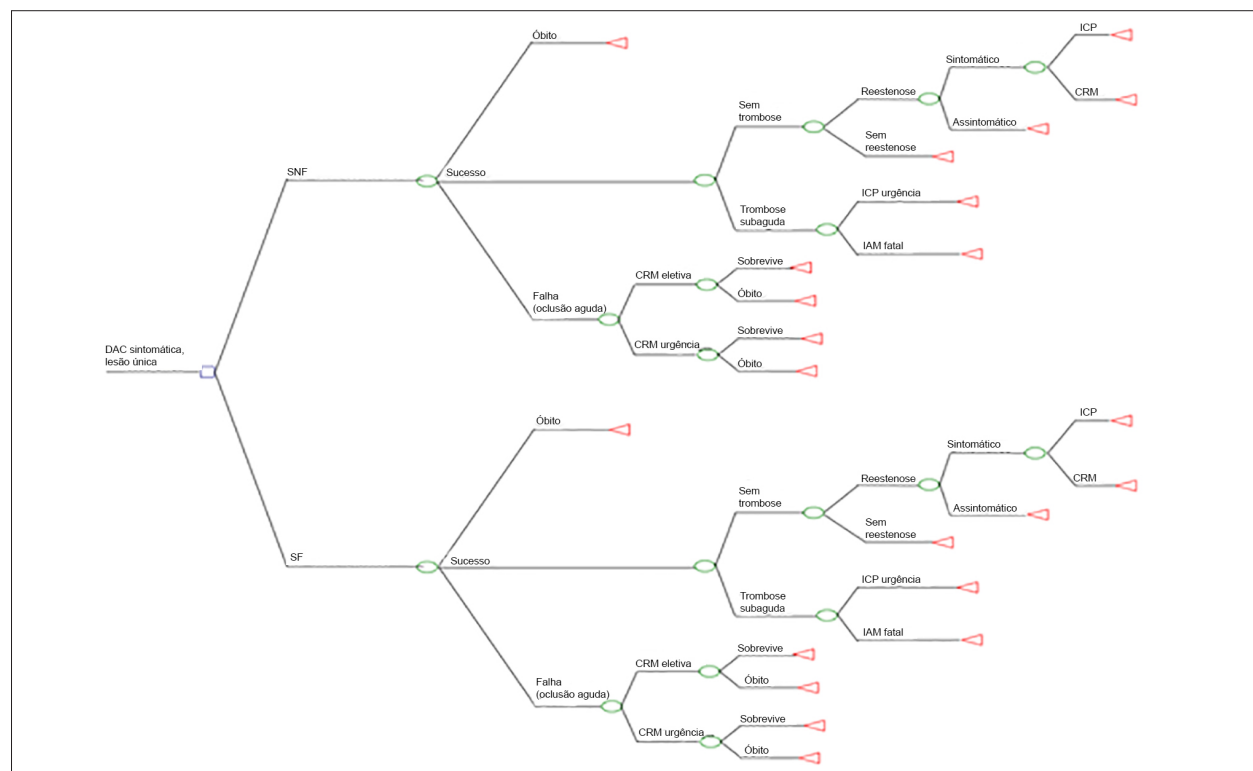 Óbito
ICP
Sintomático
CRM
Reestenose
Assintomático
Sem
trombose
Sem
reestenose
SNF
Sucesso
Trombose
subaguda
ICP urgência
IAM fatal
Falha
(oclusão aguda)
CRM eletiva
Sobrevive
Óbito
CRM urgência
Sobrevive
Óbito
DAC sintomática,
lesão única
Óbito
ICP
Sintomático
CRM
Reestenose
Assintomático
Sem
trombose
Sem
reestenose
SF
Sucesso
Trombose
subaguda
ICP urgência
IAM fatal
Falha
(oclusão aguda)
CRM eletiva
Sobrevive
Óbito
CRM urgência
Sobrevive
Óbito